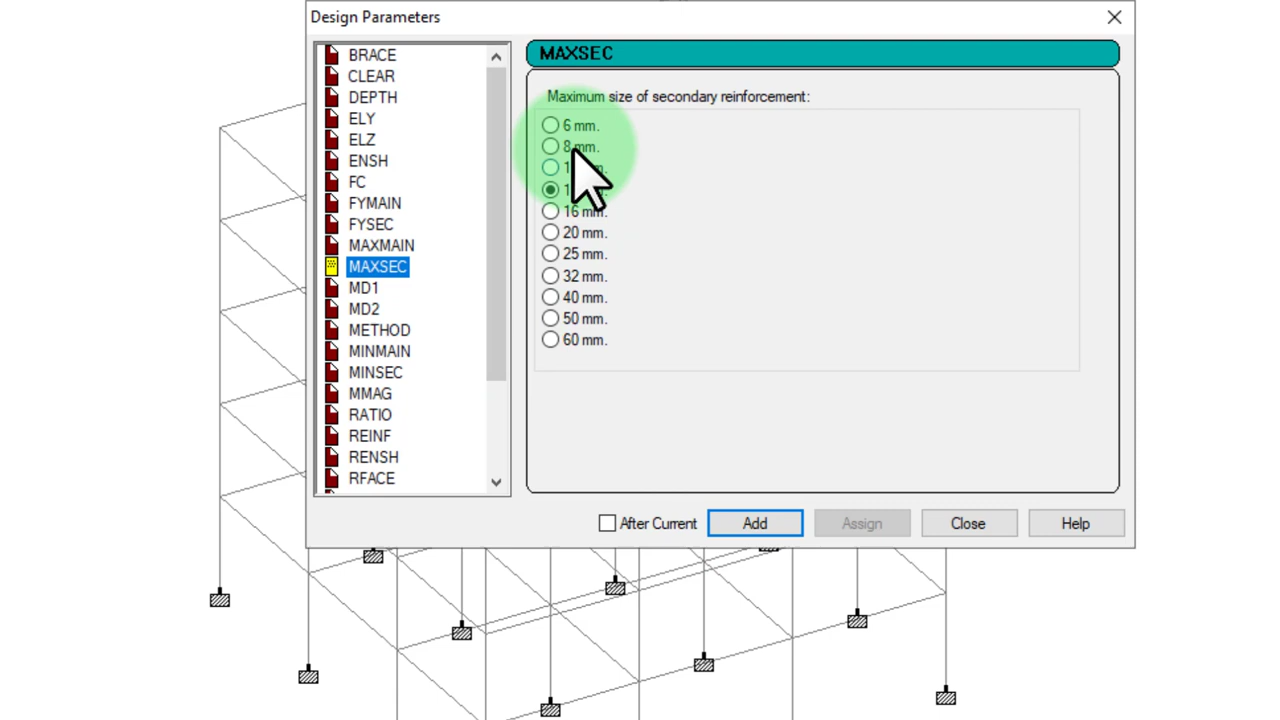 Design Parameters
BRACE
CLEAR
DEPTH
ELY
ELZ
ENSH
FC
FYMAIN
FYSEC
MAXMAIN
MAXSEC
MD1
MD2
METHOD
MINMAIN
MINSEC
MMAG
RATIO
REINF
RENSH
RFACE
MAXSEC
Maximum size of secondary reinforcement:
6 mm.
8 mm.
16 mm.
20 mm.
25 mm.
32 mm.
40 mm.
50 mm.
60 mm.
After Current
Add
Assign
Close
Help